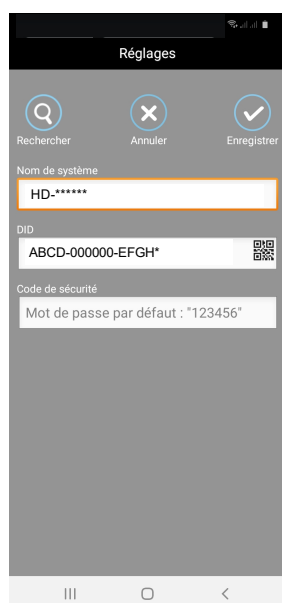 Réglages
Rechercher Annuler Enregistrer
Nom de système
HD-******
DID
ABCD-000000-EFGH*
Code de sécurité
Mot de passe par défaut : "123456"